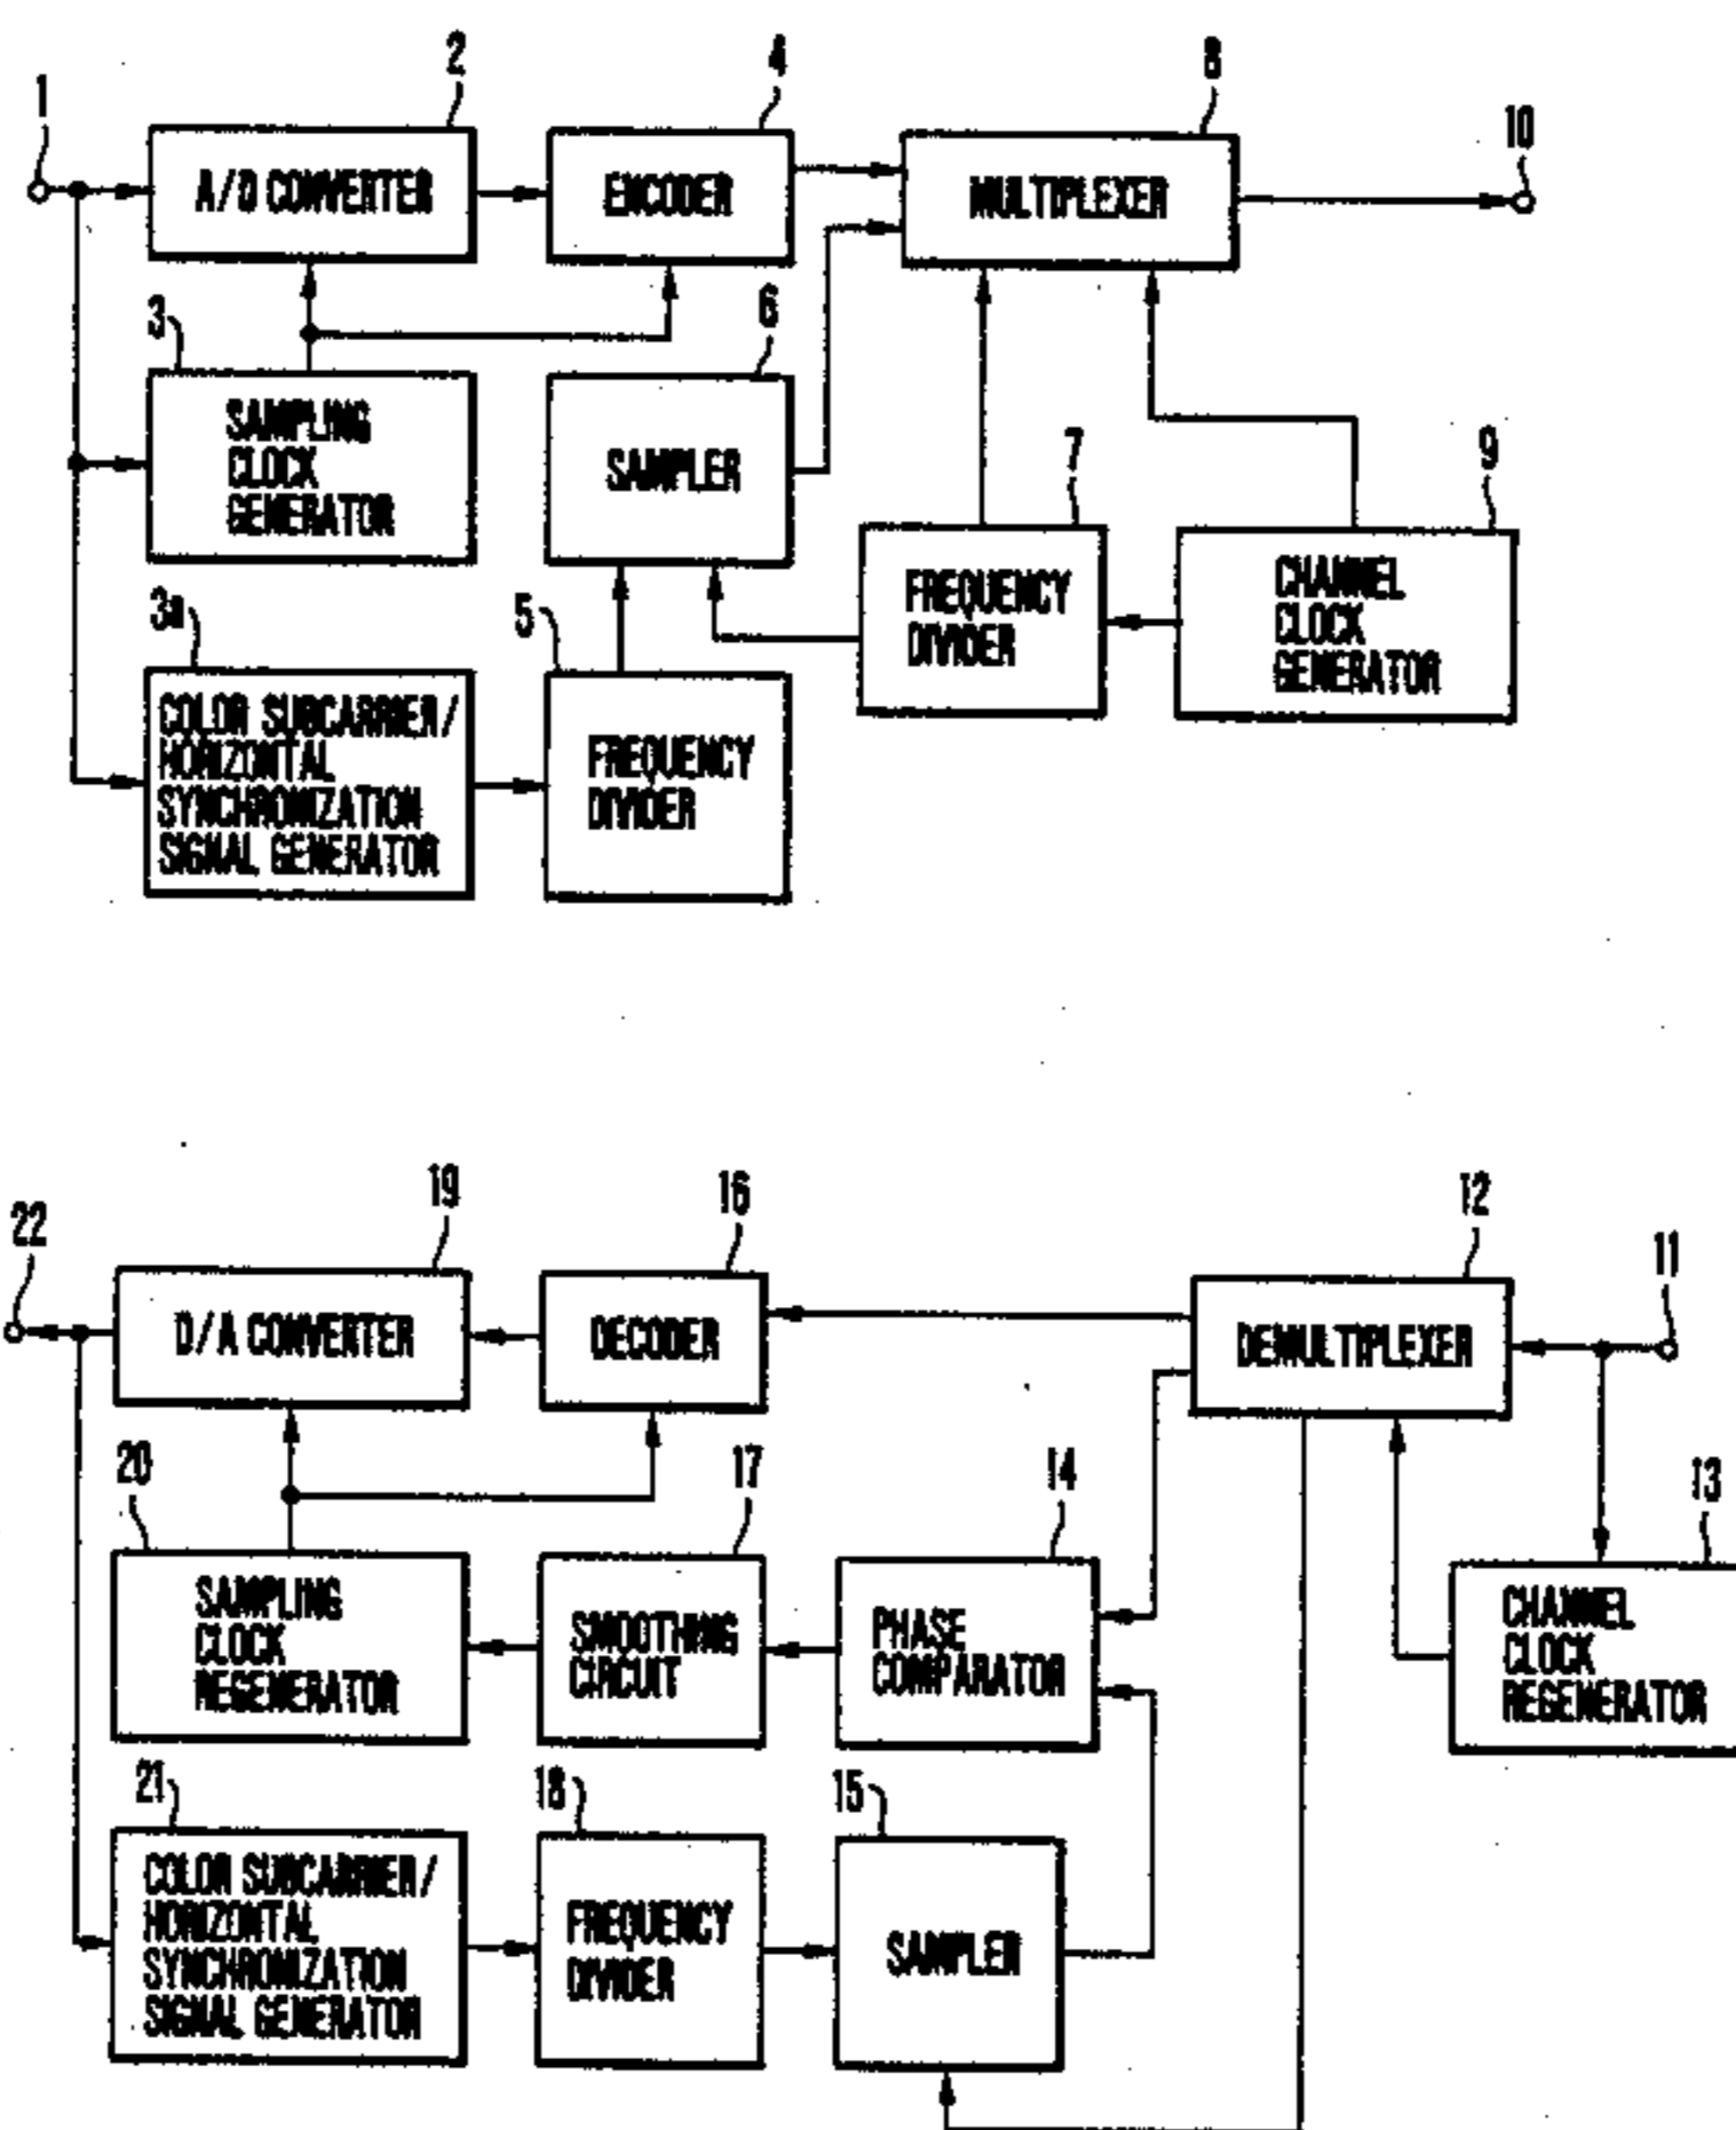 1
2
4
8
10
A/D CONVERTER
ENCODER
MULTIPLEXER
3
6
SAMPLING
CLOCK
GENERATOR
SAMPLER
7
9
3a
5
FREQUENCY
DIVIDER
CHANNEL
CLOCK
GENERATOR
COLOR SUBCARRIER/
HORIZONTAL
SYNCHRONIZATION
SIGNAL GENERATOR
FREQUENCY
DIVIDER
22
19
16
12
11
D/A CONVERTER
DECODER
DEMULTIPLEXER
20
17
14
13
SAMPLING
CLOCK
REGENERATOR
SMOOTHING
CIRCUIT
PHASE
COMPARATOR
CHANNEL
CLOCK
REGENERATOR
21
18
15
COLOR SUBCARRIER/
HORIZONTAL
SYNCHRONIZATION
SIGNAL GENERATOR
FREQUENCY
DIVIDER
SAMPLER